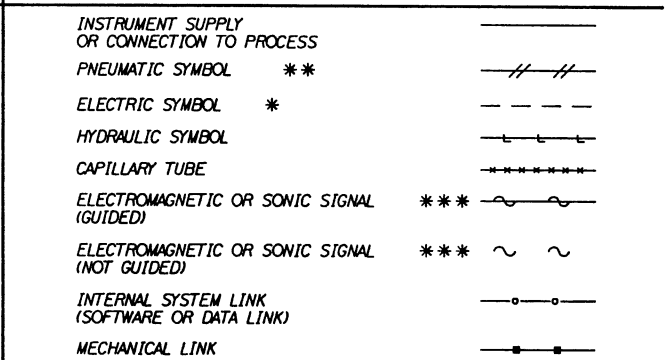 INSTRUMENT SUPPLY
OR CONNECTION TO PROCESS
PNEUMATIC SYMBOL **
ELECTRIC SYMBOL *
HYDRAULIC SYMBOL
CAPILLARY TUBE
ELECTROMAGNETIC OR SONIC SIGNAL ***
(GUIDED)
ELECTROMAGNETIC OR SONIC SIGNAL ***
(NOT GUIDED)
INTERNAL SYSTEM LINK
(SOFTWARE OR DATA LINK)
MECHANICAL LINK